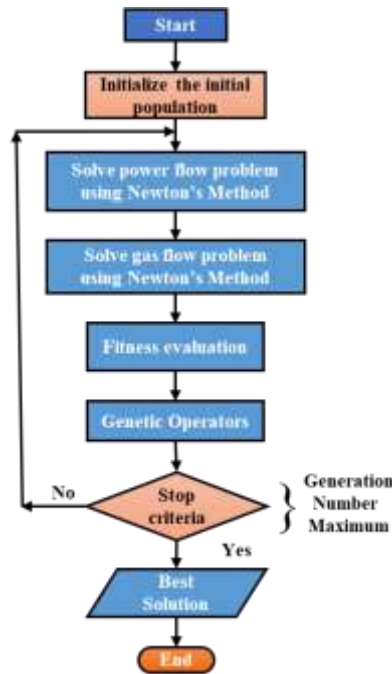 Start
Initialize the initial
population
Solve power flow problem
using Newton's Method
Solve gas flow problem
using Newton's Method
Fitness evaluation
Genetic Operators
No
Stop
criteria
Generation
Number
Maximum
Yes
Best
Solution
End